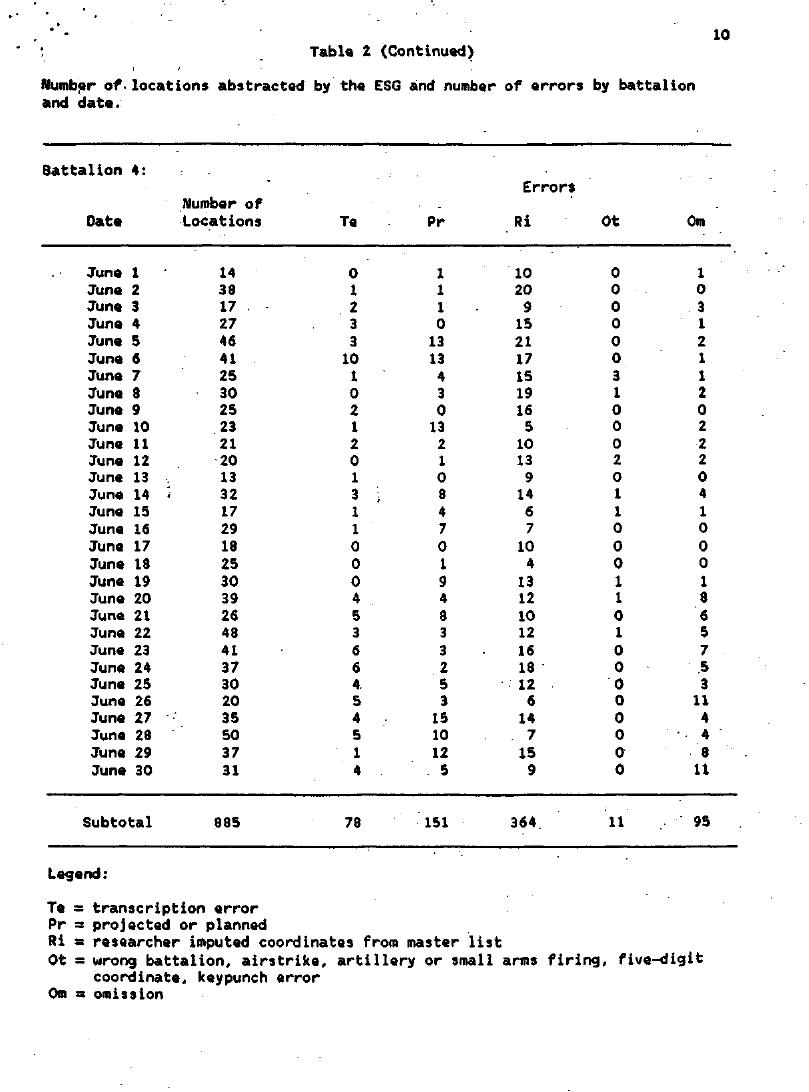 10
Table 2 (Continued)
Number of locations abstracted by the ESG and number of errors by battalion
and date.
Battalion 4:
Errors
Number of
Date Locations Te Pr Ri Ot Om
June 1 14 0 1 10 0 1
June 2 38 1 1 20 0 0
June 3 17 2 1 9 0 3
June 4 27 3 0 15 0 1
June 5 46 3 13 21 0 2
June 6 41 10 13 17 0 1
June 7 25 1 4 15 3 1
June 8 30 0 3 19 1 2
June 9 25 2 0 16 0 0
June 10 23 1 13 5 0 2
June 11 21 2 2 10 0 2
June 12 20 0 1 13 2 2
June 13 13 1 0 9 0 0
June 14 32 3 8 14 1 4
June 15 17 1 4 6 1 1
June 16 29 1 7 7 0 0
June 17 18 0 0 10 0 0
June 18 25 0 1 4 0 0
June 19 30 0 9 13 1 1
June 20 39 4 4 12 1 8
June 21 26 5 8 10 0 6
June 22 48 3 3 12 1 5
June 23 41 6 3 16 0 7
June 24 37 6 2 18 0 5
June 25 30 4 5 12 0 3
June 26 20 5 3 6 0 11
June 27 35 4 15 14 0 4
June 28 50 5 10 7 0 4
June 29 37 1 12 15 0 8
June 30 31 4 5 9 0 11
Subtotal 885 78 151 364 11 95
Legend:
Te = transcription error
Pr = projected or planned
Ri = researcher imputed coordinates from master list
Ot = wrong battalion, airstrike, artillery or small arms firing, five-digit
coordinate, keypunch error
Om = omission